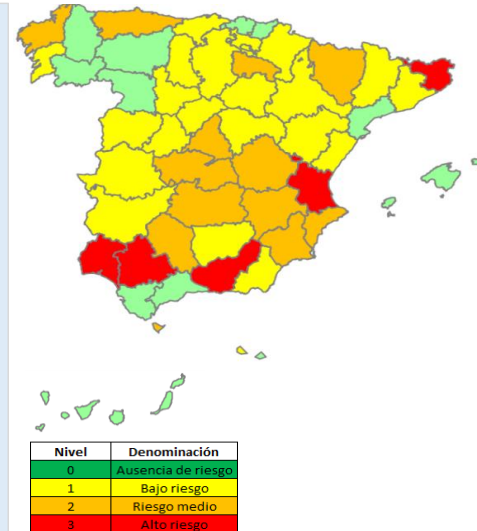 Nivel Denominación
0 Ausencia de riesgo
1 Bajo riesgo
2 Riesgo medio
3 Alto riesgo